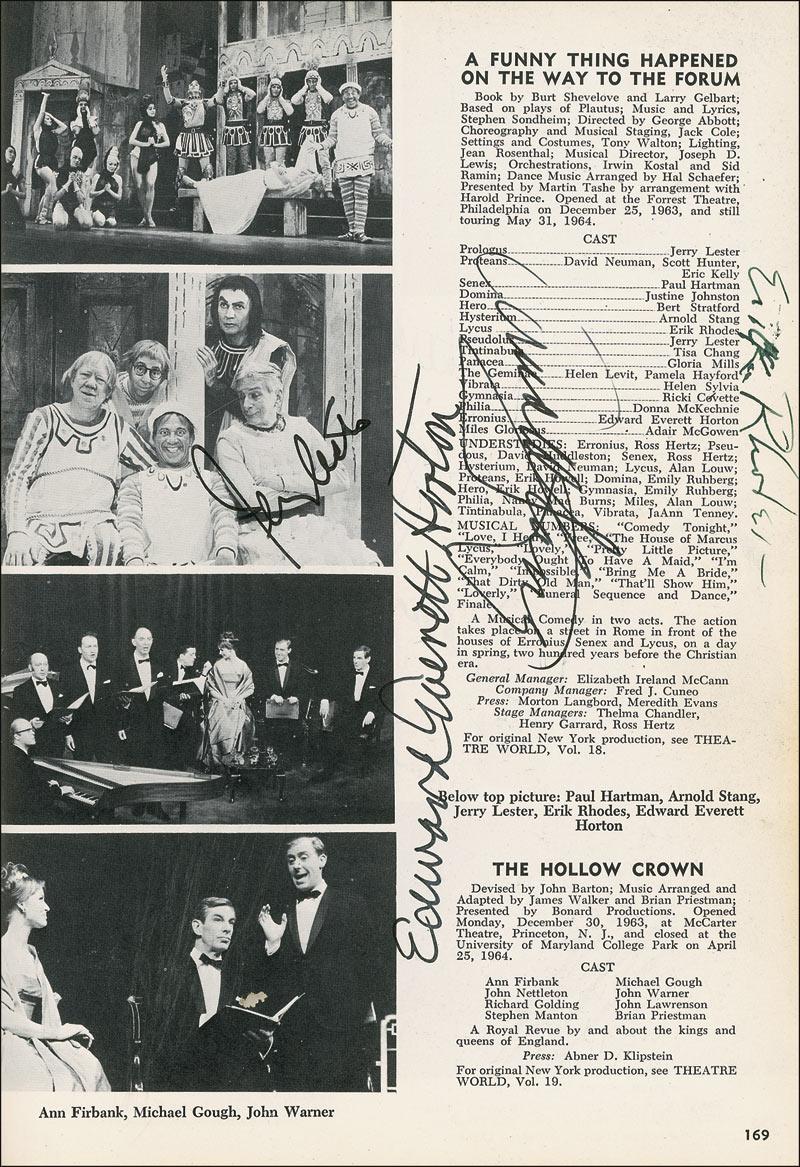 A FUNNY THING HAPPENED
ON THE WAY TO THE FORUM
Book by Burt Shevelove and Larry Gelbart;
Based on plays of Plautus; Music and Lyrics,
Stephen Sondheim; Directed by George Abbott;
Choreography and Musical Staging, Jack Cole;
Settings and Costumes, Tony Walton; Lighting,
Jean Rosenthal; Musical Director, Joseph D.
Lewis; Orchestrations, Irwin Kostal and Sid
Ramin; Dance Music Arranged by Hal Schaefer;
Presented by Martin Tashe by arrangement with
Harold Prince. Opened at the Forrest Theatre,
Philadelphia on December 25, 1963, and still
touring May 31, 1964.
CAST
Prologus Jerry Lester
Proteans David Neuman, Scott Hunter,
Eric Kelly
Senex Paul Hartman
Domina Justine Johnston
Hero Bert Stratford
Hysterium Arnold Stang
Lycus Erik Rhodes
Pseudolus Jerry Lester
Tintinabula Tisa Chang
Panacea Gloria Mills
The Geminae Helen Levit, Pamela Hayford
Vibrata Helen Sylvia
Gymnasia Ricki Covette
Philia Donna McKechnie
Erronius Edward Everett Horton
Miles Gloriosus Adair McGowen
UNDERSTUDIES: Erronius, Ross Hertz; Pseu-
dolus, David Huddleston; Senex, Ross Hertz;
Hysterium, David Neuman; Lycus, Alan Louw;
Proteans, Erik Howell; Domina, Emily Ruhberg;
Hero, Erik Howell; Gymnasia, Emily Ruhberg;
Philia, Nancy Mae Burns; Miles, Alan Louw;
Tintinabula, Panacea, Vibrata, JaAnn Tenney.
MUSICAL NUMBERS: "Comedy Tonight,"
"Love, I Hear," "Free," "The House of Marcus
Lycus," "Lovely," "Pretty Little Picture,"
"Everybody Ought To Have A Maid," "I'm
Calm," "Impossible," "Bring Me A Bride,"
"That Dirty Old Man," "That'll Show Him,"
"Loverly," "Funeral Sequence and Dance,"
Finale
A Musical Comedy in two acts. The action
takes place on a street in Rome in front of the
houses of Erronius, Senex and Lycus, on a day
in spring, two hundred years before the Christian
era.
General Manager: Elizabeth Ireland McCann
Company Manager: Fred J. Cuneo
Press: Morton Langbord, Meredith Evans
Stage Managers: Thelma Chandler,
Henry Garrard, Ross Hertz
For original New York production, see THEA-
TRE WORLD, Vol. 18.
Below top picture: Paul Hartman, Arnold Stang,
Jerry Lester, Erik Rhodes, Edward Everett
Horton
THE HOLLOW CROWN
Devised by John Barton; Music Arranged and
Adapted by James Walker and Brian Priestman;
Presented by Bonard Productions. Opened
Monday, December 30, 1963, at McCarter
Theatre, Princeton, N. J., and closed at the
University of Maryland College Park on April
25, 1964.
CAST
Ann Firbank Michael Gough
John Nettleton John Warner
Richard Golding John Lawrenson
Stephen Manton Brian Priestman
A Royal Revue by and about the kings and
queens of England.
Press: Abner D. Klipstein
For original New York production, see THEATRE
WORLD, Vol. 19.
Ann Firbank, Michael Gough, John Warner
169
Jerry Lester
Edward Everett Horton
Erik Rhodes